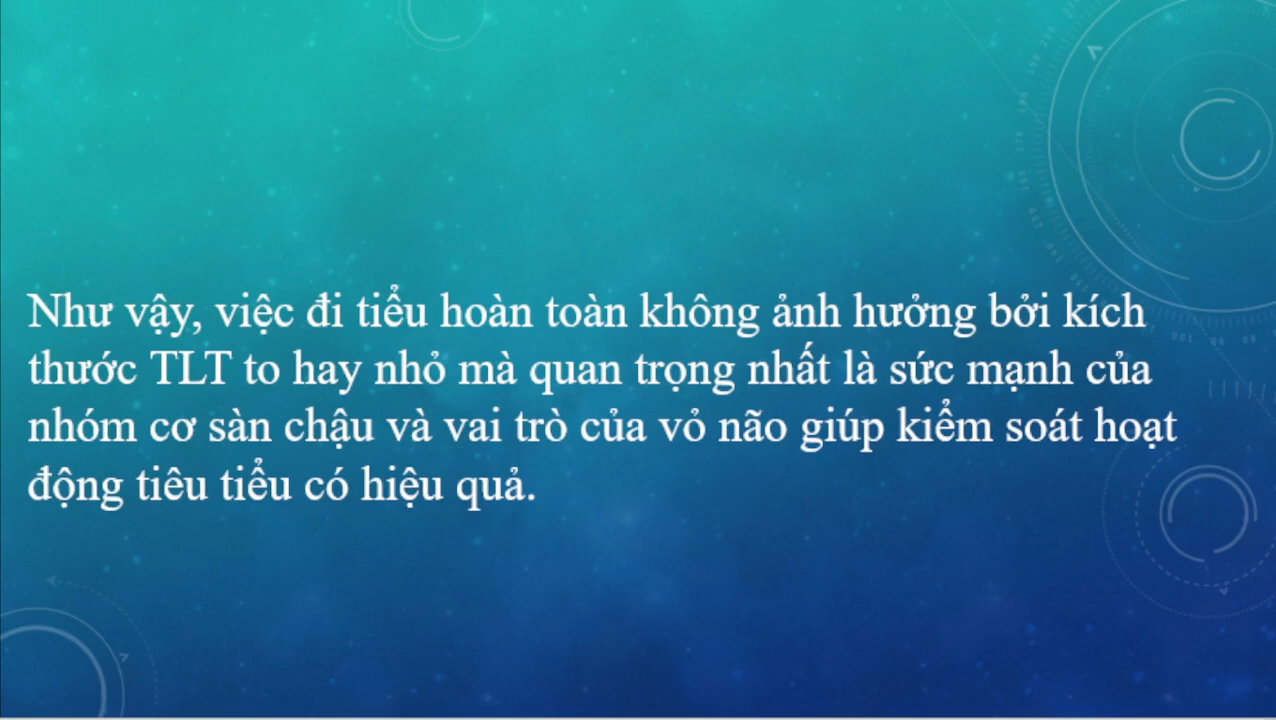 Như vậy, việc đi tiểu hoàn toàn không ảnh hưởng bởi kích
thước TLT to hay nhỏ mà quan trọng nhất là sức mạnh của
nhóm cơ sàn chậu và vai trò của vỏ não giúp kiểm soát hoạt
động tiêu tiểu có hiệu quả.